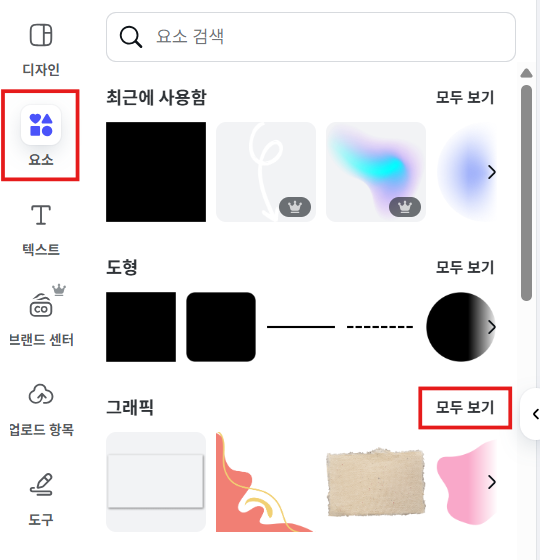 요소 검색
디자인
최근에 사용함
모두 보기
요소
텍스트
도형
모두 보기
CO
브랜드 센터
그래픽
모두 보기
업로드 항목
도구